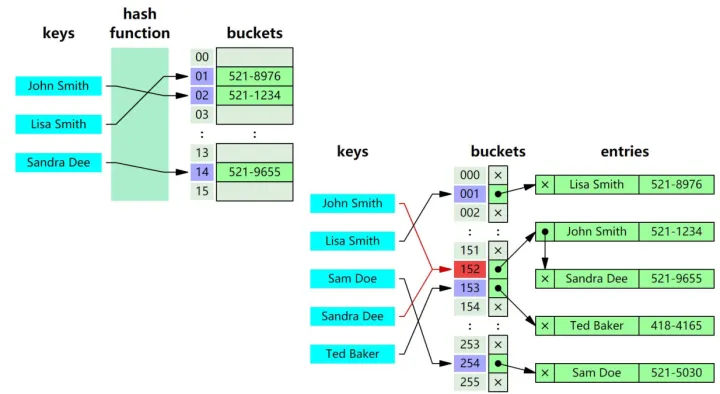 keys
hash
function
buckets
John Smith
Lisa Smith
Sandra Dee
00
01 521-8976
02 521-1234
03
: :
13
14 521-9655
15
keys
buckets
entries
John Smith
Lisa Smith
Sam Doe
Sandra Dee
Ted Baker
000 ×
001
002 ×
: :
151 ×
152
153
154 ×
: :
253 ×
254
255 ×
× Lisa Smith 521-8976
John Smith 521-1234
× Sandra Dee 521-9655
× Ted Baker 418-4165
× Sam Doe 521-5030